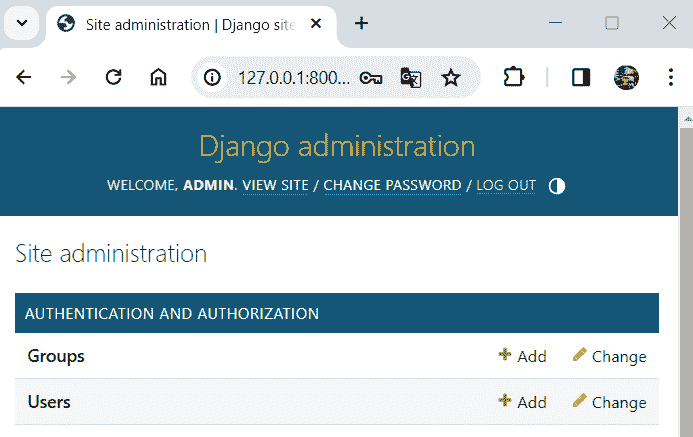 Site administration | Django site
127.0.0.1:800...
Django administration
WELCOME, ADMIN. VIEW SITE / CHANGE PASSWORD / LOG OUT
Site administration
AUTHENTICATION AND AUTHORIZATION
Groups Add Change
Users Add Change